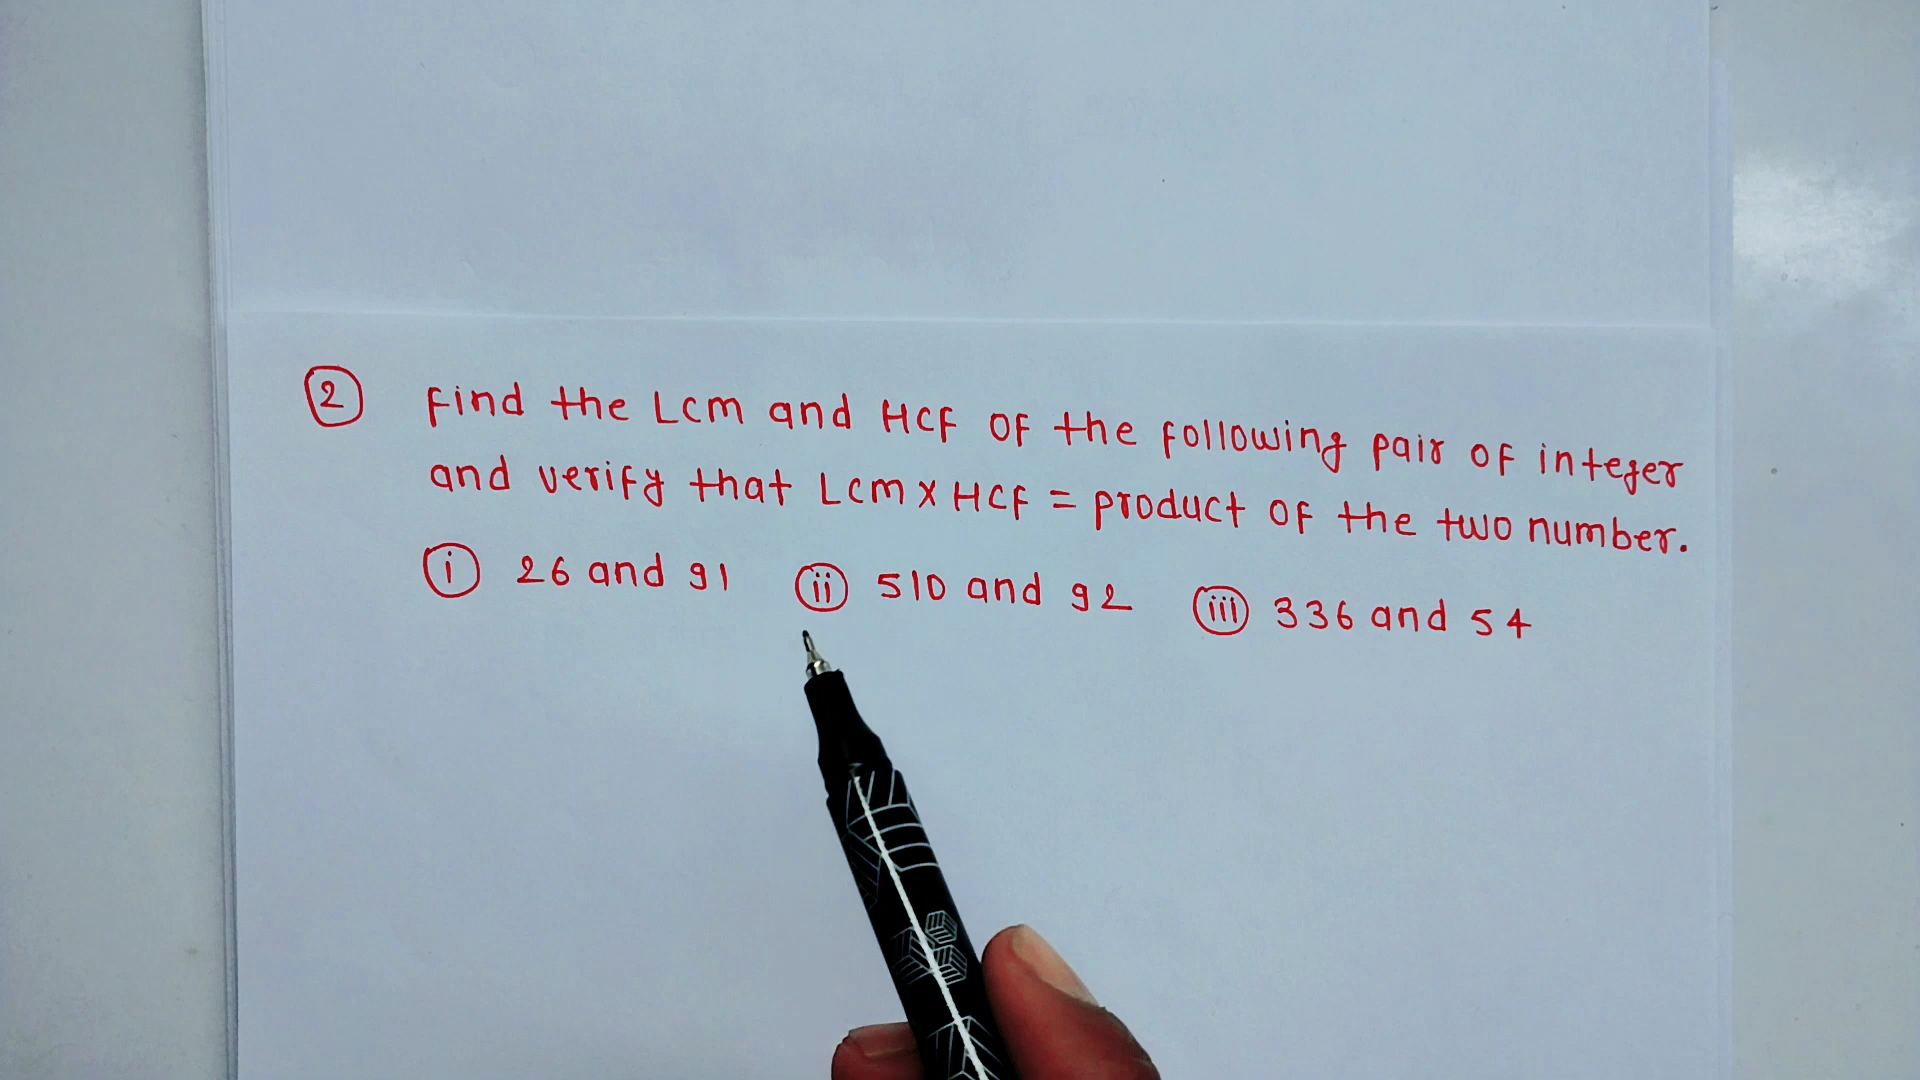 ② Find the Lcm and HCF OF the following pair OF integer
and verify that Lcm x HCF = product OF the two number.
ⓘ 26 and 91 ⓘⓘ 510 and 92 ⓘⓘⓘ 336 and 54